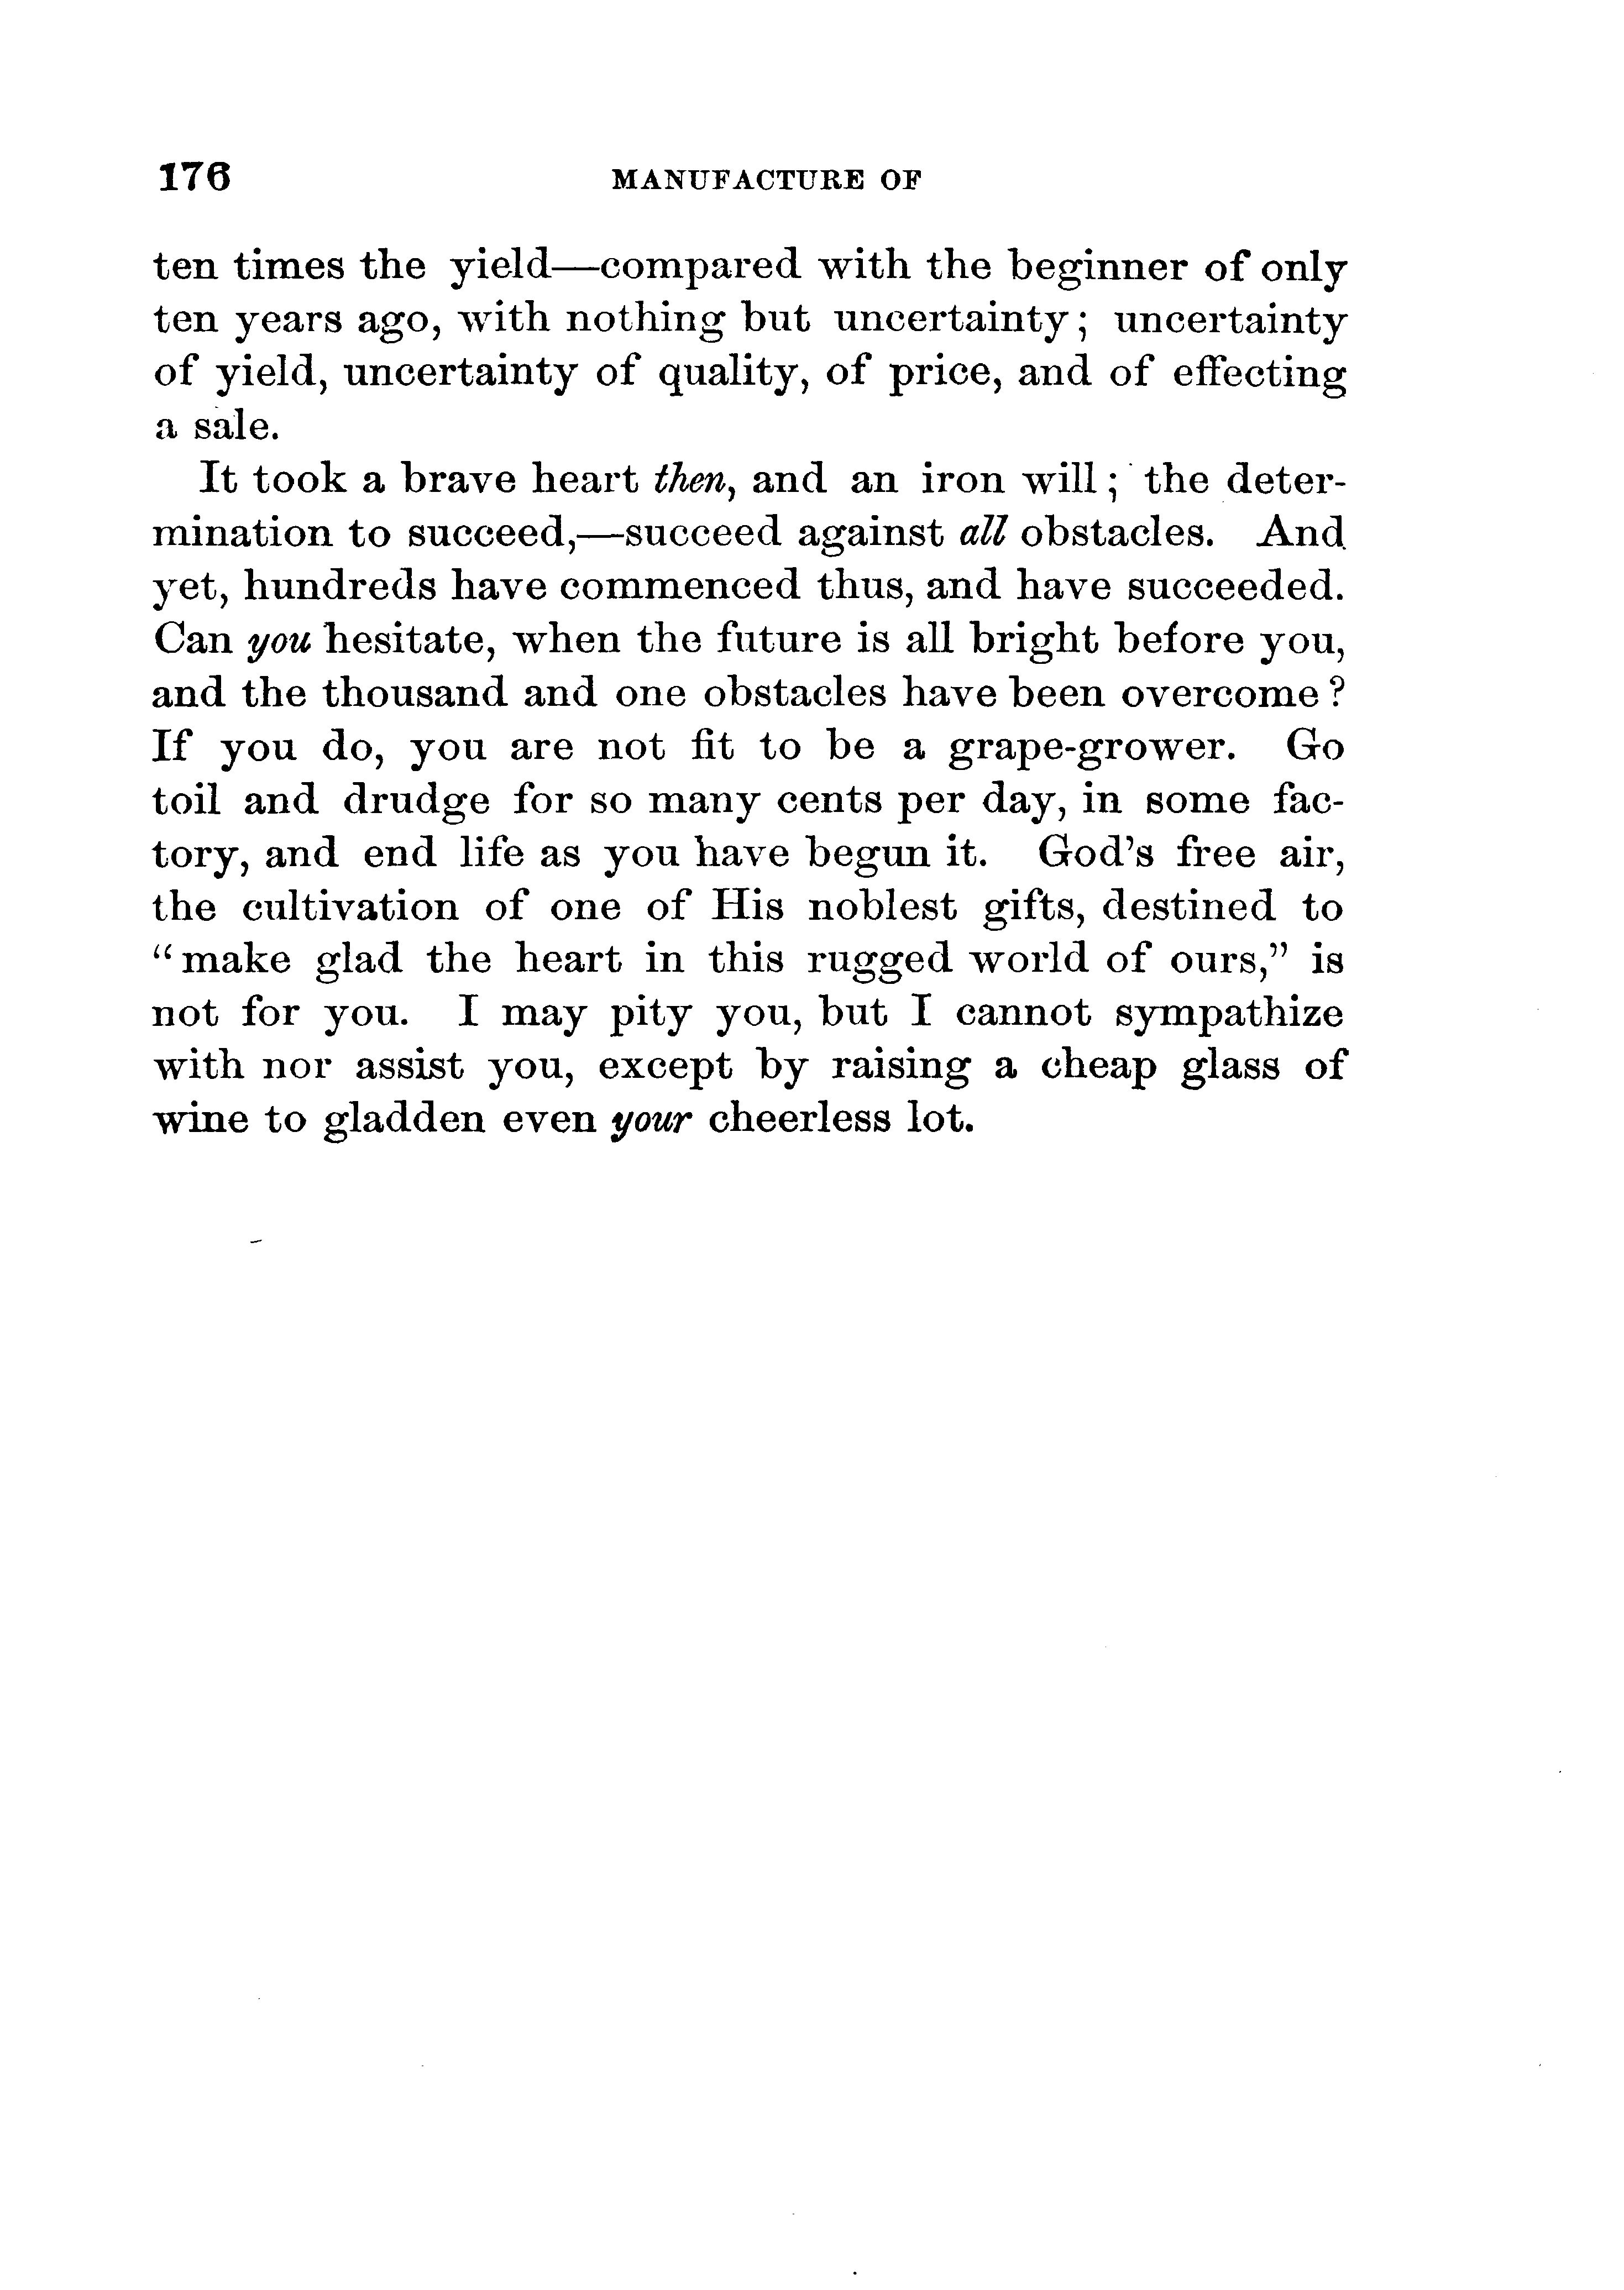 176 MANUFACTURE OF
ten times the yield—compared with the beginner of only
ten years ago, with nothing but uncertainty; uncertainty
of yield, uncertainty of quality, of price, and of effecting
a sale.
It took a brave heart then, and an iron will; the deter-
mination to succeed,—succeed against all obstacles. And
yet, hundreds have commenced thus, and have succeeded.
Can you hesitate, when the future is all bright before you,
and the thousand and one obstacles have been overcome?
If you do, you are not fit to be a grape-grower. Go
toil and drudge for so many cents per day, in some fac-
tory, and end life as you have begun it. God's free air,
the cultivation of one of His noblest gifts, destined to
"make glad the heart in this rugged world of ours," is
not for you. I may pity you, but I cannot sympathize
with nor assist you, except by raising a cheap glass of
wine to gladden even your cheerless lot.